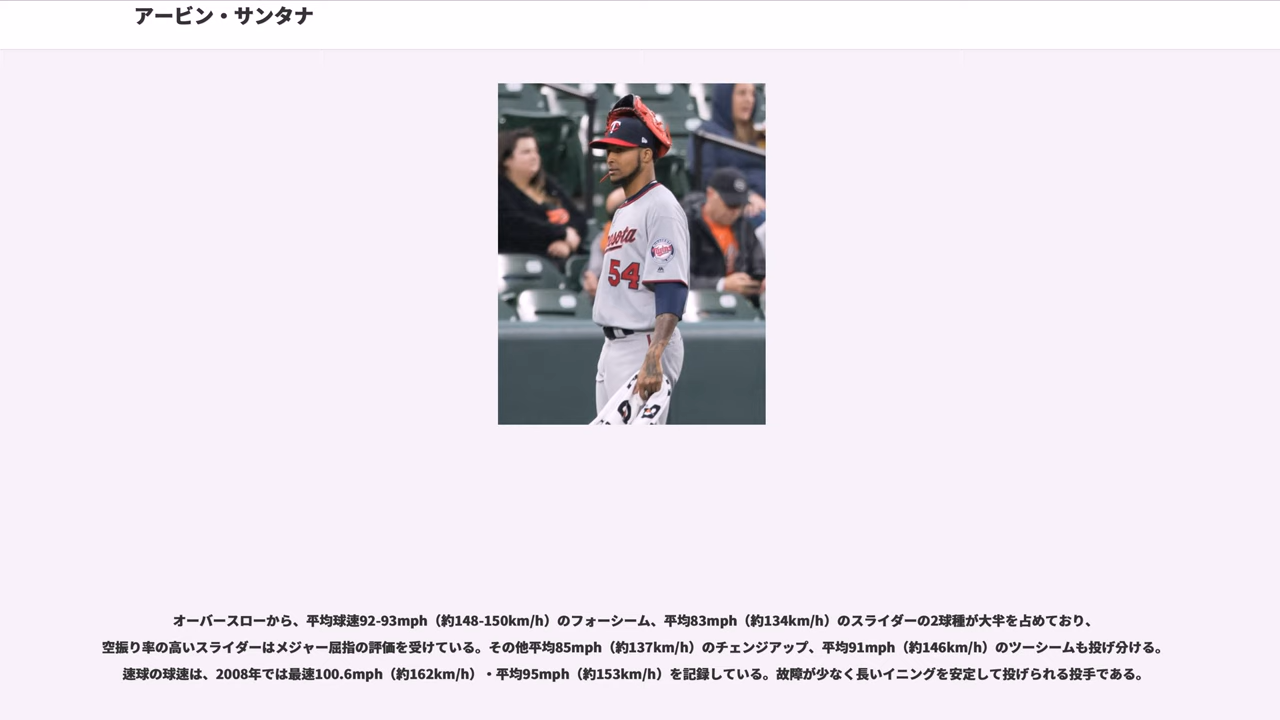 アービン・サンタナ
T
sota
54
Twins
オーバースローから、平均球速92-93mph（約148-150km/h）のフォーシーム、平均83mph（約134km/h）のスライダーの2球種が大半を占めており、
空振り率の高いスライダーはメジャー屈指の評価を受けている。その他平均85mph（約137km/h）のチェンジアップ、平均91mph（約146km/h）のツーシームも投げ分ける。
速球の球速は、2008年では最速100.6mph（約162km/h）・平均95mph（約153km/h）を記録している。故障が少なく長いイニングを安定して投げられる投手である。